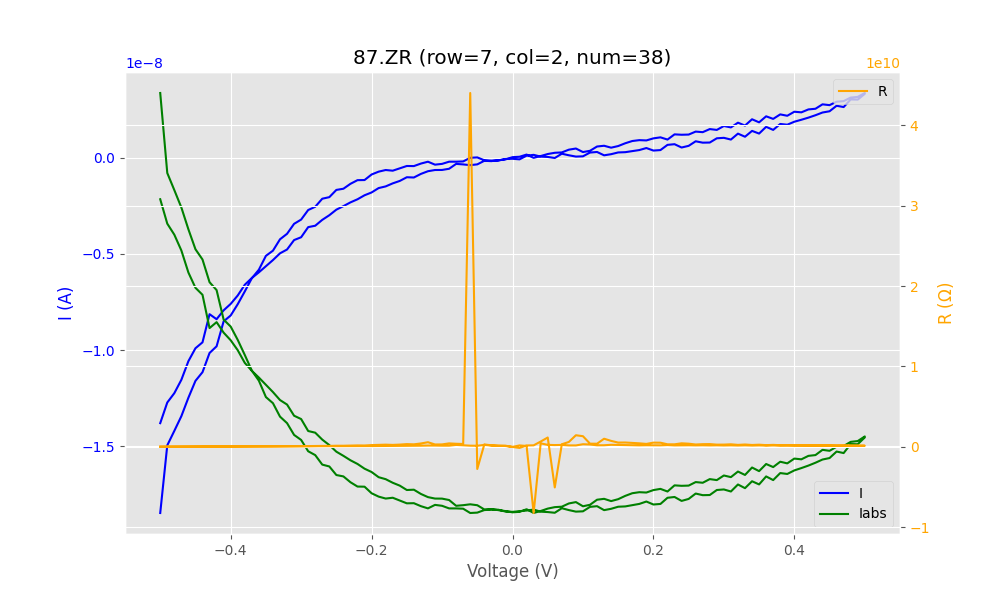 87.ZR (row=7, col=2, num=38)
1e−8
1e10
R
4
0.0
3
−0.5
2
I (A)
R (Ω)
−1.0
1
−1.5
0
I
Iabs
−1
−0.4
−0.2
0.0
0.2
0.4
Voltage (V)